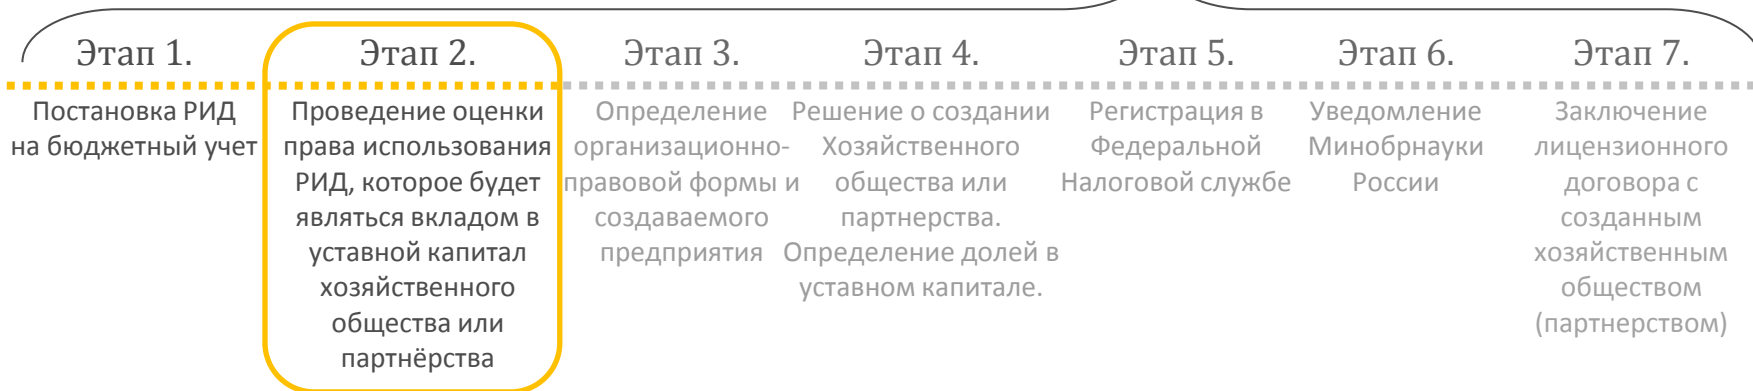 Этап 1.
Постановка РИД
на бюджетный учет
Этап 2.
Проведение оценки
права использования
РИД, которое будет
являться вкладом в
уставной капитал
хозяйственного
общества или
партнёрства
Этап 3.
Определение
организационно-
правовой формы и
создаваемого
предприятия
Этап 4.
Решение о создании
Хозяйственного
общества или
партнерства.
Определение долей в
уставном капитале.
Этап 5.
Регистрация в
Федеральной
Налоговой службе
Этап 6.
Уведомление
Минобрнауки
России
Этап 7.
Заключение
лицензионного
договора с
созданным
хозяйственным
обществом
(партнерством)